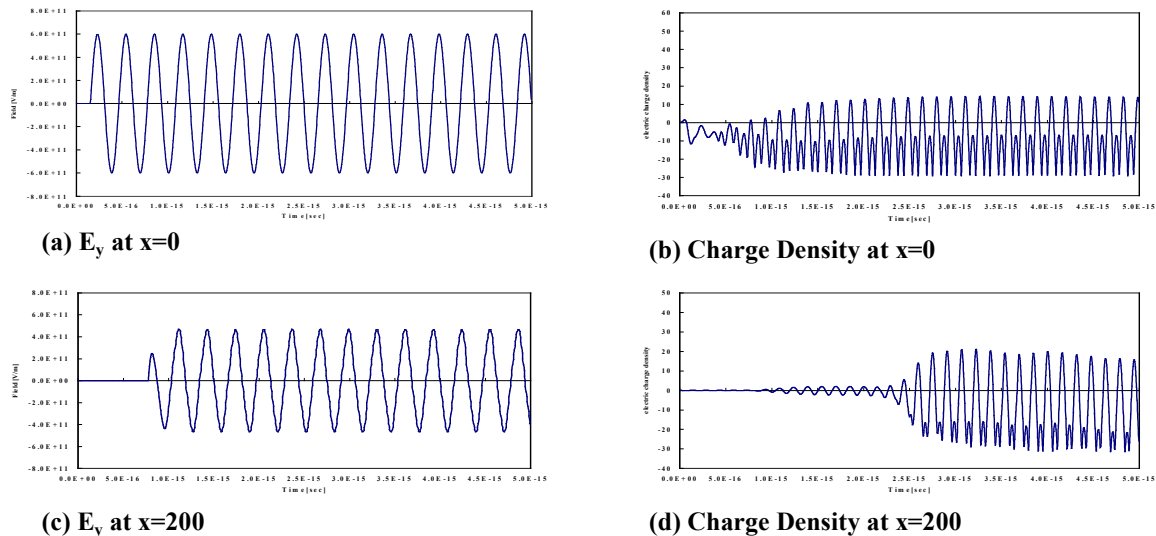 8.0E+11
6.0E+11
4.0E+11
2.0E+11
0.0E+00
-2.0E+11
-4.0E+11
-6.0E+11
-8.0E+11
Field [V/m]
0.0E+00 5.0E-16 1.0E-15 1.5E-15 2.0E-15 2.5E-15 3.0E-15 3.5E-15 4.0E-15 4.5E-15 5.0E-15
Time[sec]
(a) Ey at x=0
60
50
40
30
20
10
0
-10
-20
-30
-40
electric charge density
0.0E+00 5.0E-16 1.0E-15 1.5E-15 2.0E-15 2.5E-15 3.0E-15 3.5E-15 4.0E-15 4.5E-15 5.0E-15
Time[sec]
(b) Charge Density at x=0
8.0E+11
6.0E+11
4.0E+11
2.0E+11
0.0E+00
-2.0E+11
-4.0E+11
-6.0E+11
-8.0E+11
Field [V/m]
0.0E+00 5.0E-16 1.0E-15 1.5E-15 2.0E-15 2.5E-15 3.0E-15 3.5E-15 4.0E-15 4.5E-15 5.0E-15
Time[sec]
(c) Ey at x=200
50
40
30
20
10
0
-10
-20
-30
-40
electric charge density
0.0E+00 5.0E-16 1.0E-15 1.5E-15 2.0E-15 2.5E-15 3.0E-15 3.5E-15 4.0E-15 4.5E-15 5.0E-15
Time[sec]
(d) Charge Density at x=200